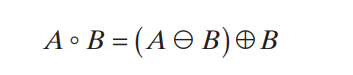 A ∘ B = (A ⊖ B) ⊕ B